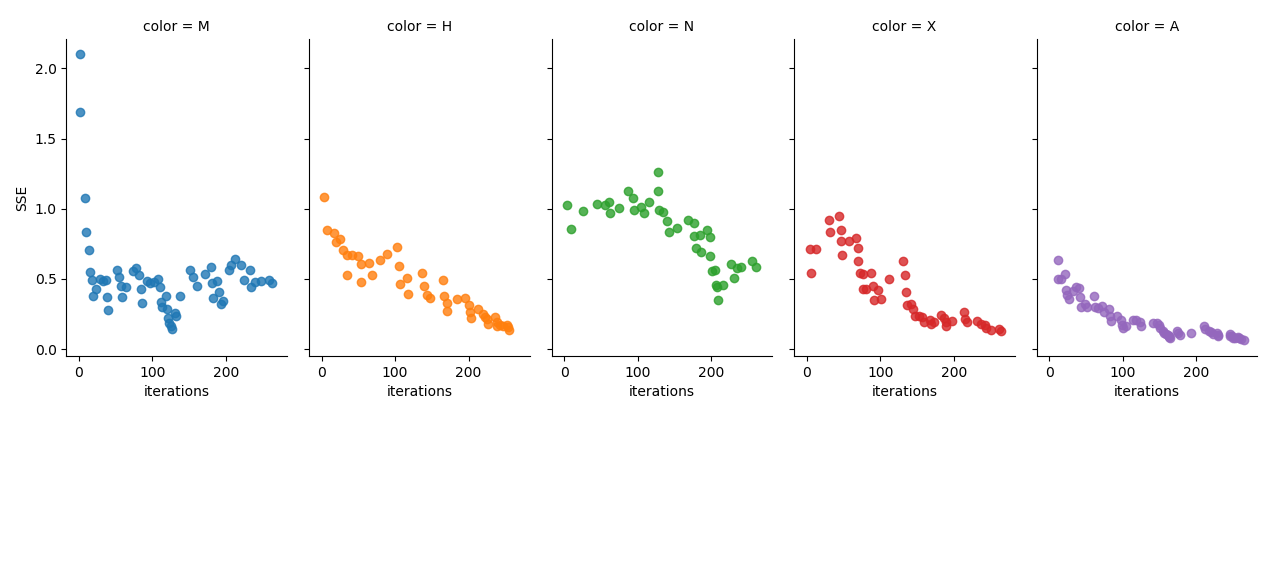 color = M color = H color = N color = X color = A
2.0
1.5
1.0
0.5
0.0
SSE
0 100 200 0 100 200 0 100 200 0 100 200 0 100 200
iterations iterations iterations iterations iterations